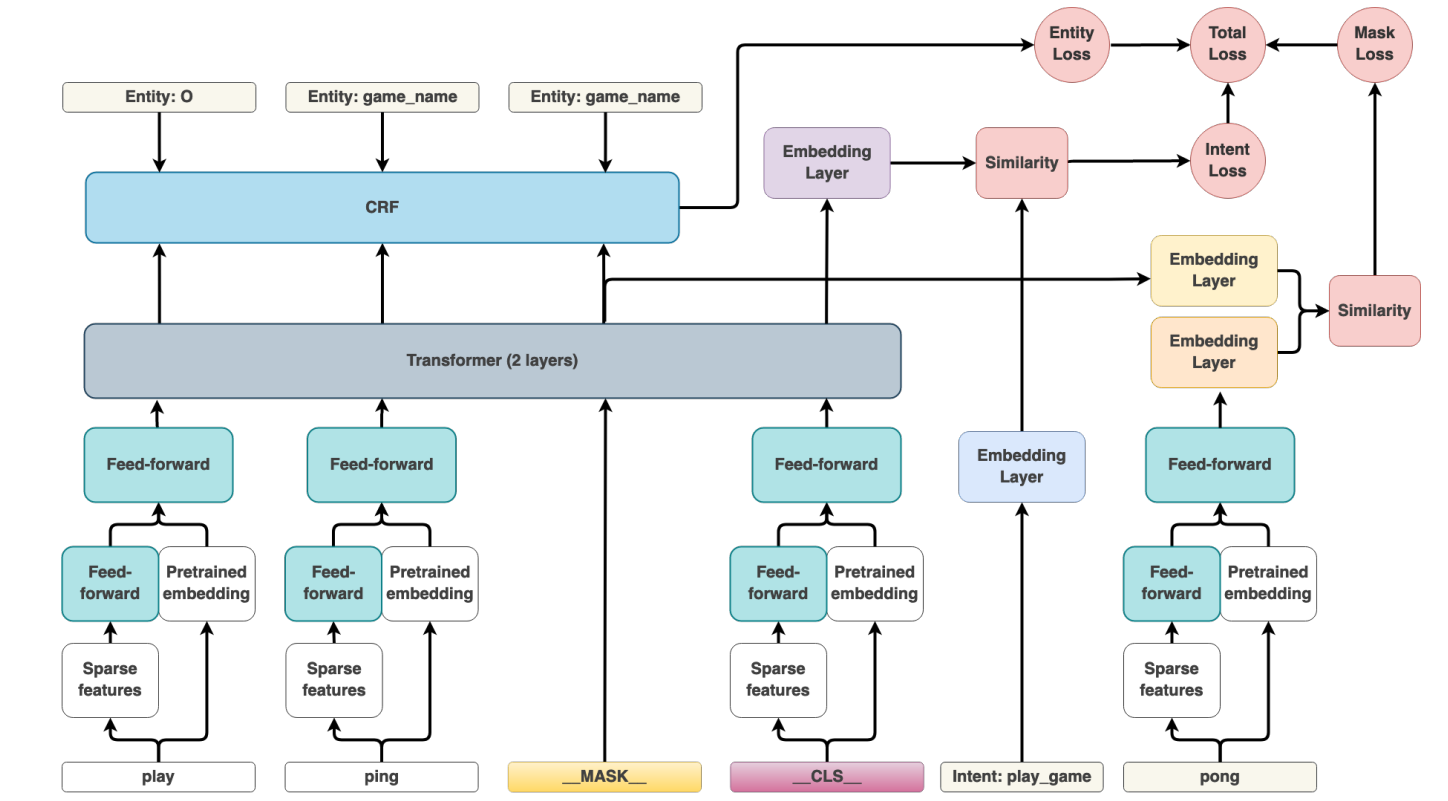 Entity
Loss
Total
Loss
Mask
Loss
Entity: O
Entity: game_name
Entity: game_name
Embedding
Layer
Similarity
Intent
Loss
CRF
Embedding
Layer
Similarity
Embedding
Layer
Transformer (2 layers)
Feed-forward
Feed-forward
Feed-forward
Embedding
Layer
Feed-forward
Feed-
forward
Pretrained
embedding
Feed-
forward
Pretrained
embedding
Feed-
forward
Pretrained
embedding
Feed-
forward
Pretrained
embedding
Sparse
features
Sparse
features
Sparse
features
Sparse
features
play
ping
__MASK__
__CLS__
Intent: play_game
pong